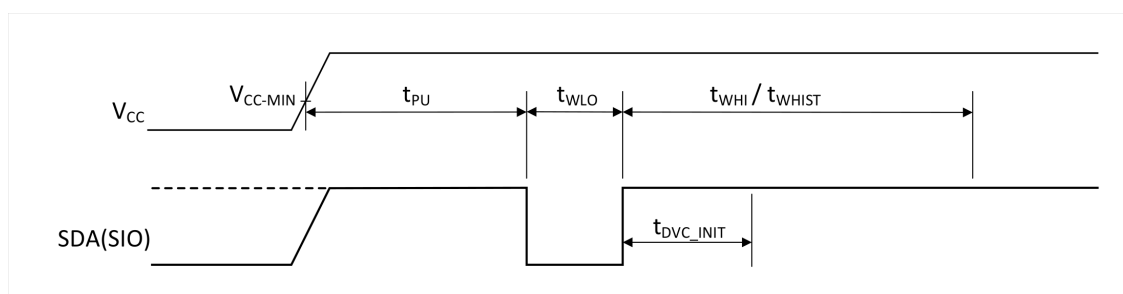 V_CC
V_CC-MIN
t_PU
t_WLO
t_WHI / t_WHIST
SDA(SIO)
t_DVC_INIT